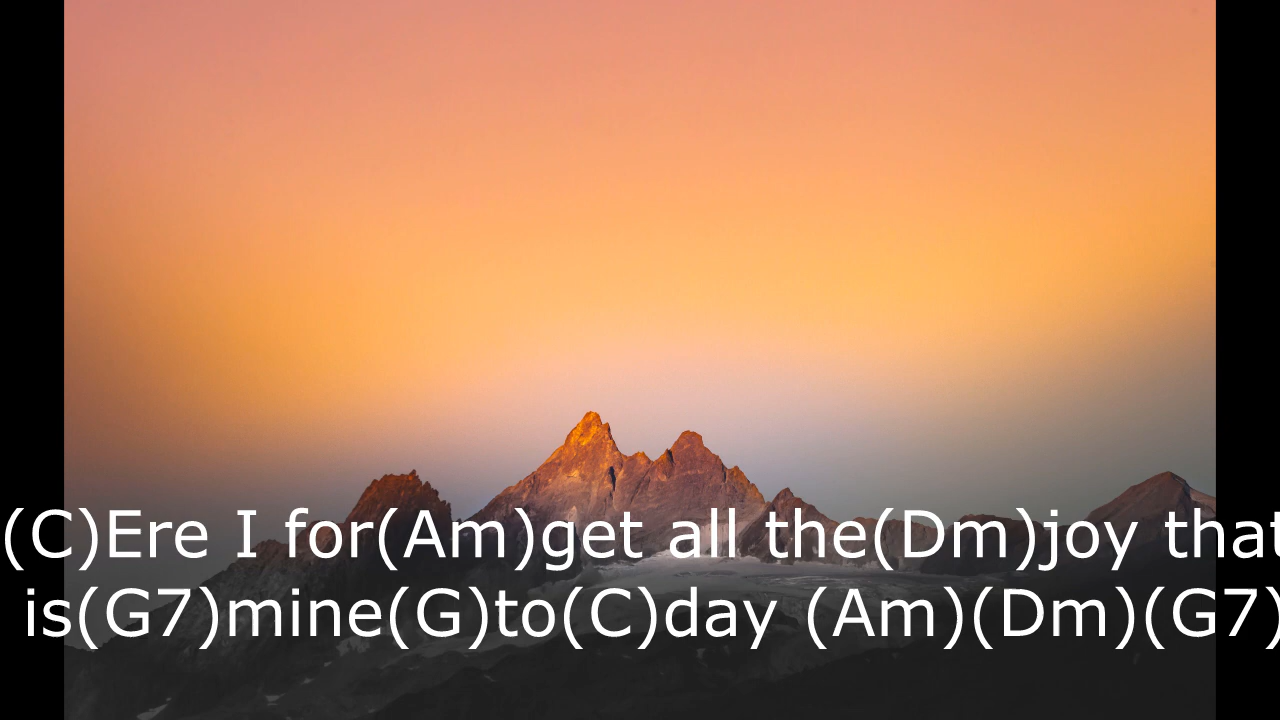 (C)Ere I for(Am)get all the(Dm)joy that
is(G7)mine(G)to(C)day (Am)(Dm)(G7)